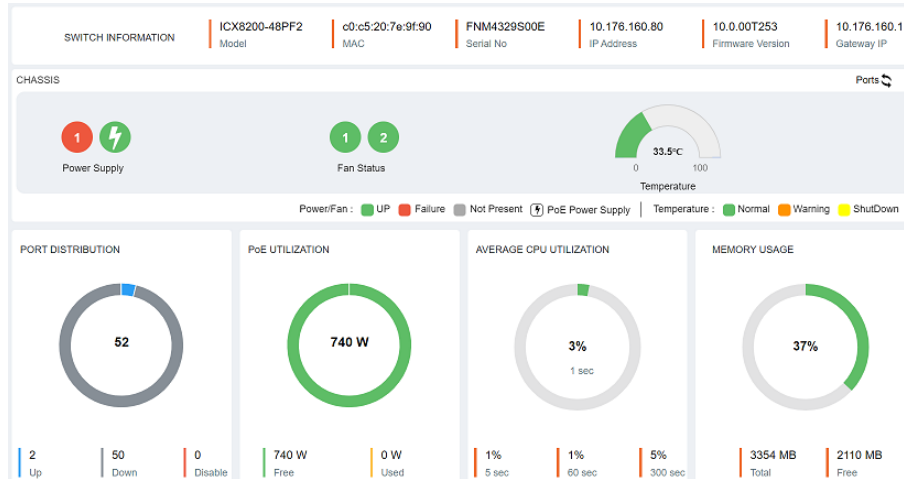 SWITCH INFORMATION
ICX8200-48PF2
Model
c0:c5:20:7e:9f:90
MAC
FNM4329S00E
Serial No
10.176.160.80
IP Address
10.0.00T253
Firmware Version
10.176.160.1
Gateway IP
CHASSIS
Ports
1
Power Supply
1 2
Fan Status
33.5°C
0 100
Temperature
Power/Fan : UP Failure Not Present PoE Power Supply | Temperature : Normal Warning ShutDown
PORT DISTRIBUTION
52
2
Up
50
Down
0
Disable
PoE UTILIZATION
740 W
740 W
Free
0 W
Used
AVERAGE CPU UTILIZATION
3%
1 sec
1%
5 sec
1%
60 sec
5%
300 sec
MEMORY USAGE
37%
3354 MB
Total
2110 MB
Free